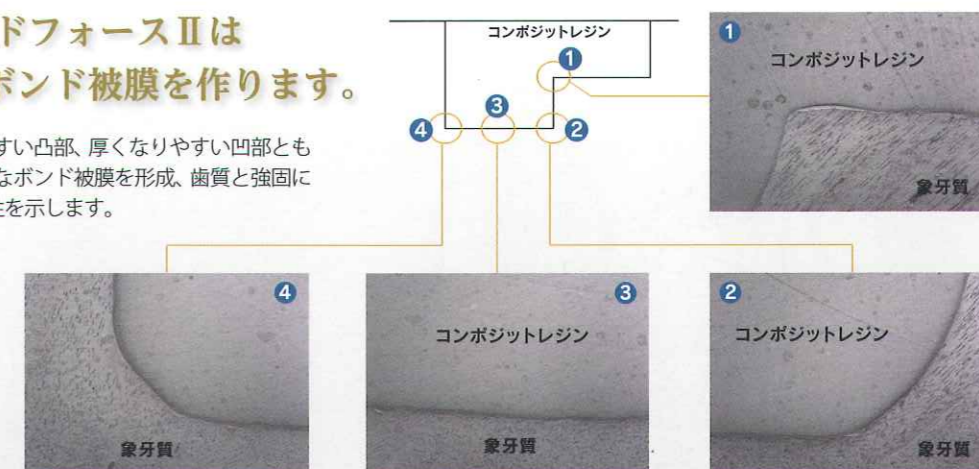 ドフォースⅡは
ボンド被膜を作ります。
すい凸部、厚くなりやすい凹部とも
なボンド被膜を形成、歯質と強固に
性を示します。
コンポジットレジン
1
3
4
2
1
コンポジットレジン
象牙質
4
象牙質
3
コンポジットレジン
象牙質
2
コンポジットレジン
象牙質